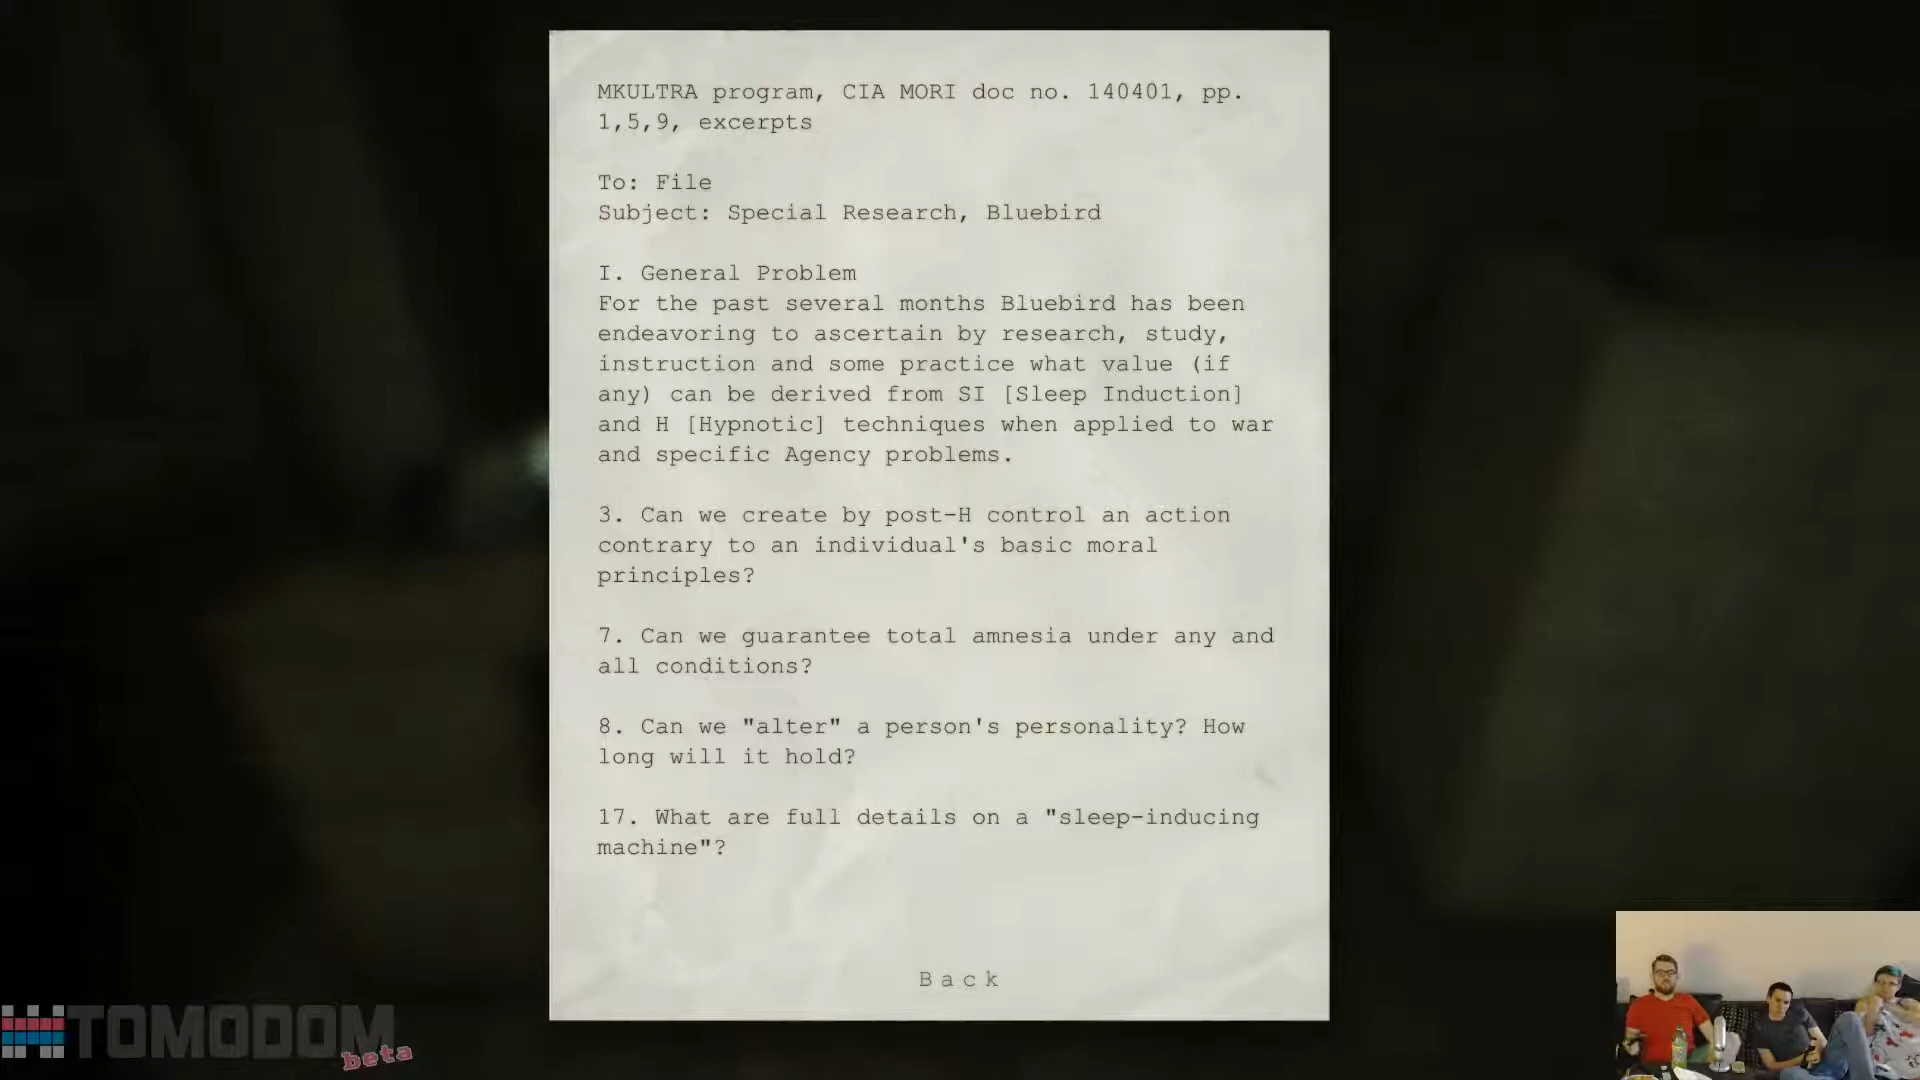 MKULTRA program, CIA MORI doc no. 140401, pp.
1,5,9, excerpts
To: File
Subject: Special Research, Bluebird
I. General Problem
For the past several months Bluebird has been
endeavoring to ascertain by research, study,
instruction and some practice what value (if
any) can be derived from SI [Sleep Induction]
and H [Hypnotic] techniques when applied to war
and specific Agency problems.
3. Can we create by post-H control an action
contrary to an individual's basic moral
principles?
7. Can we guarantee total amnesia under any and
all conditions?
8. Can we "alter" a person's personality? How
long will it hold?
17. What are full details on a "sleep-inducing
machine"?
Back
TOMODOM
beta